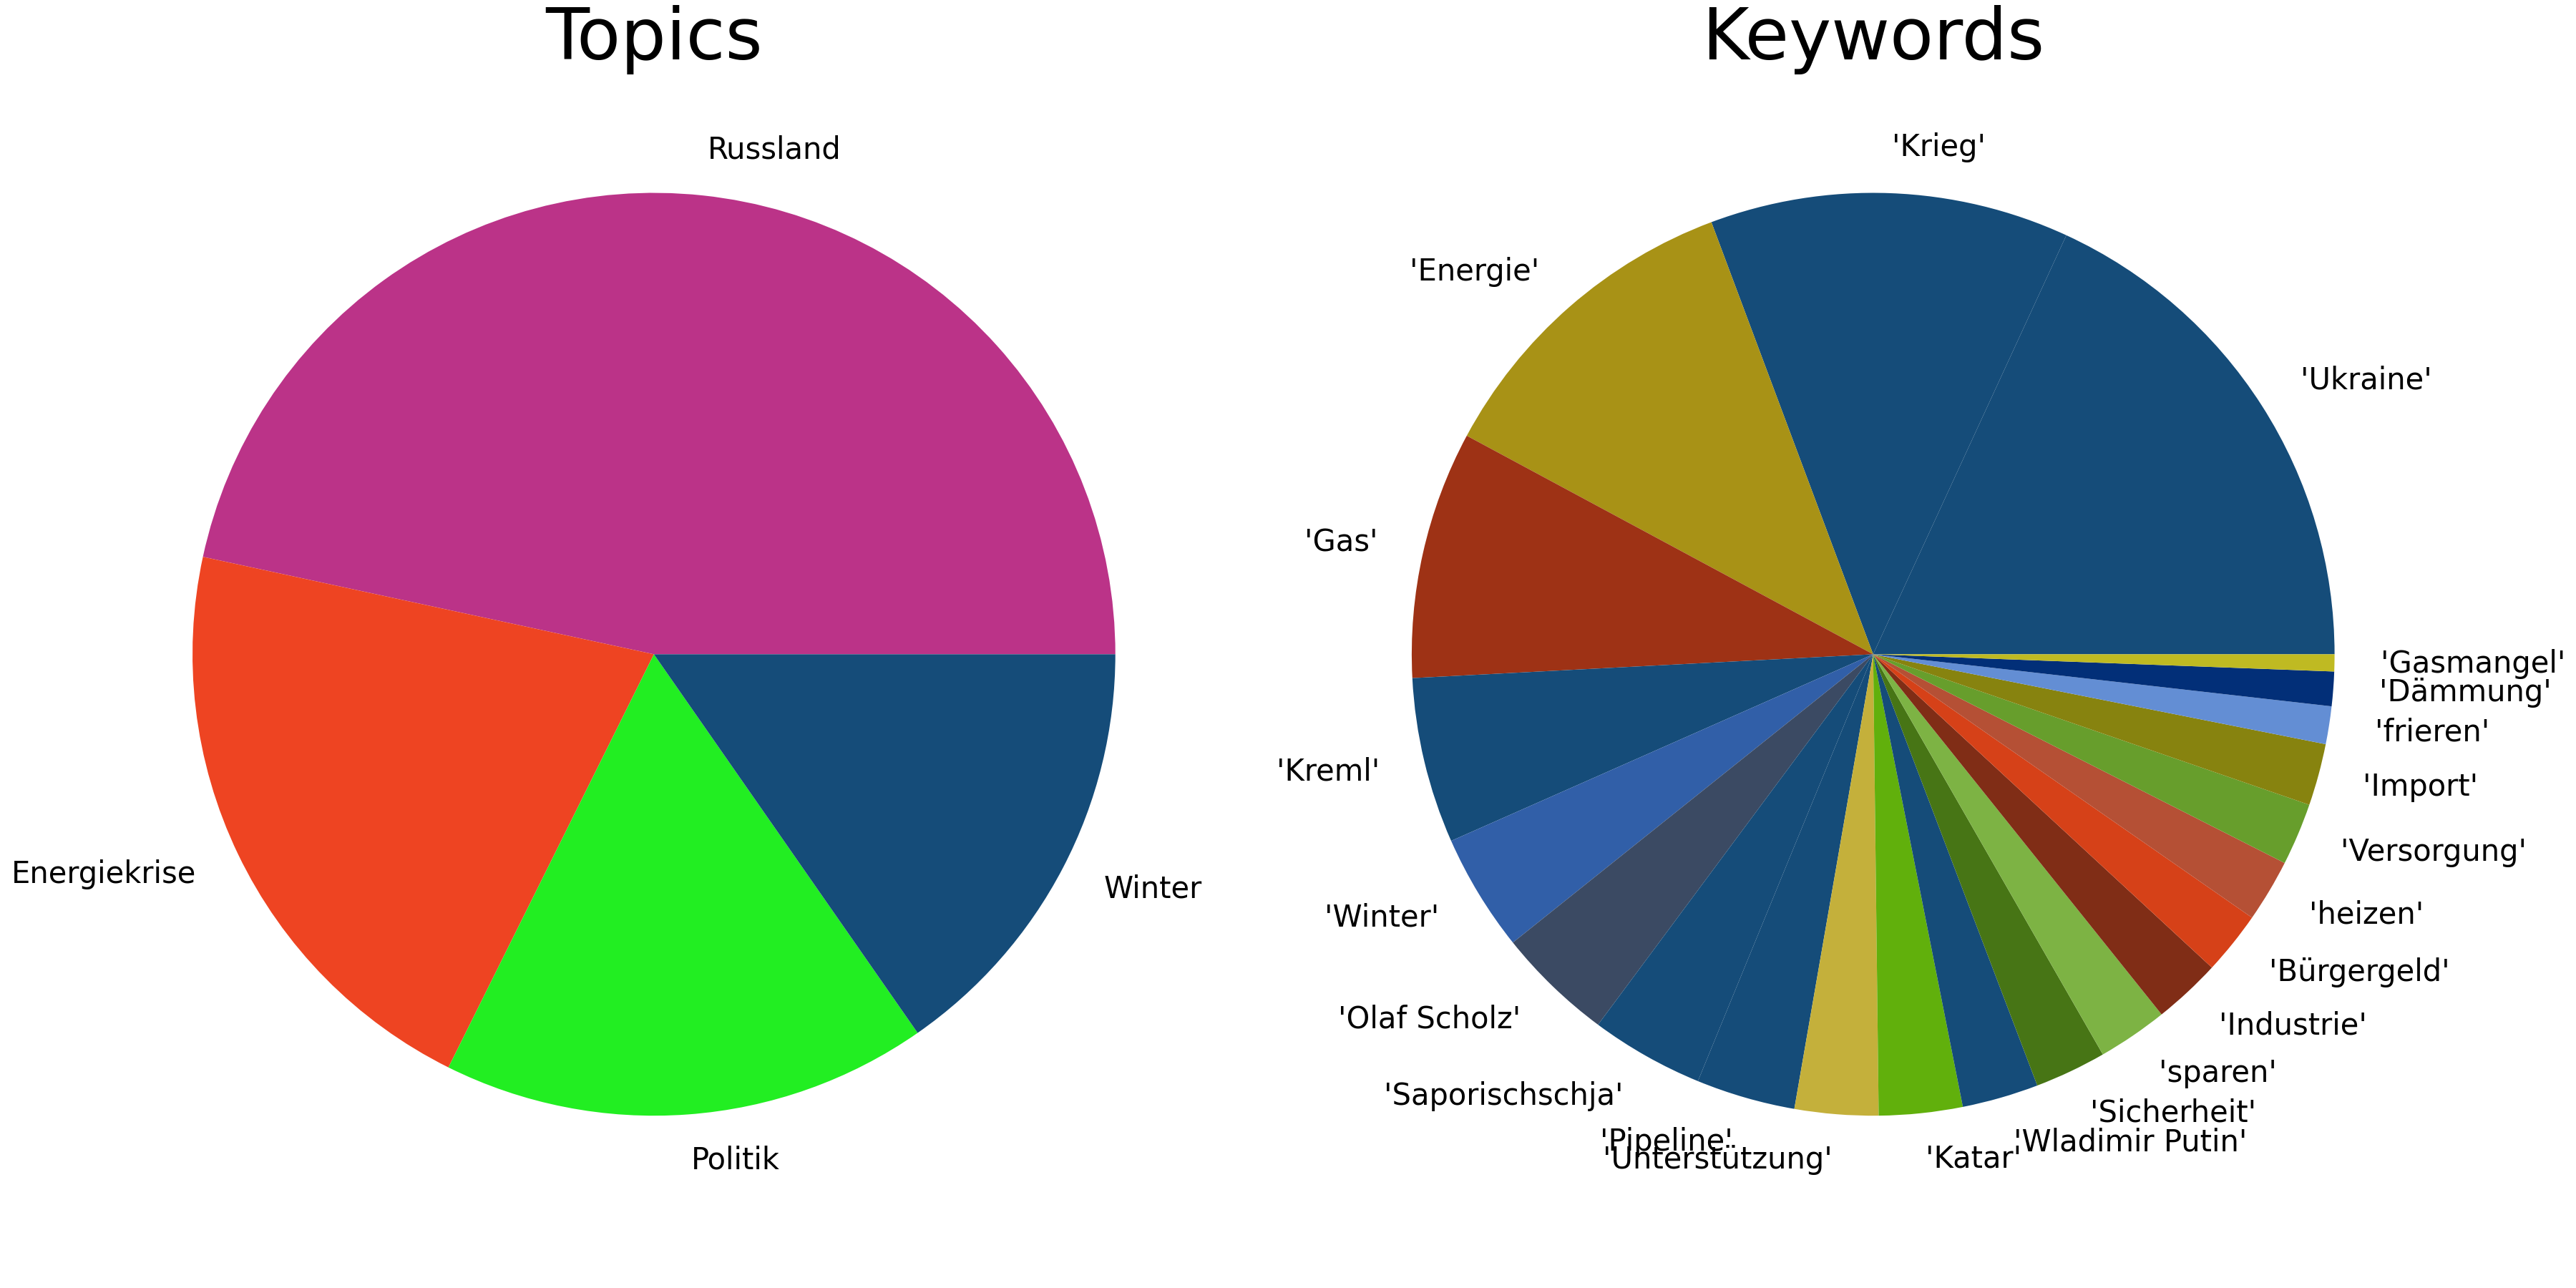 Topics
Russland
Energiekrise
Politik
Winter
Keywords
'Ukraine'
'Krieg'
'Energie'
'Gas'
'Kreml'
'Winter'
'Olaf Scholz'
'Saporischschja'
'Pipeline'
'Unterstützung'
'Katar'
'Wladimir Putin'
'Sicherheit'
'sparen'
'Industrie'
'Bürgergeld'
'heizen'
'Versorgung'
'Import'
'frieren'
'Dämmung'
'Gasmangel'